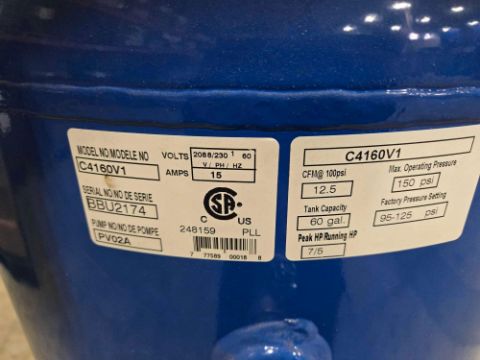 MODEL NO/NO MODELE NO
C4160V1
SERIAL NO/NO DE SERIE
BBU2174
PUMP NO/NO DE POMPE
PV02A
VOLTS 208B/230 1 60
V / PH / HZ
AMPS 15
C US
248159 PLL
7 77589 00018 8
C4160V1
CFM@ 100psi
12.5
Tank Capacity
60 gal.
Peak HP/Running HP
7/5
Max. Operating Pressure
150 psi
Factory Pressure Setting
95-125 psi